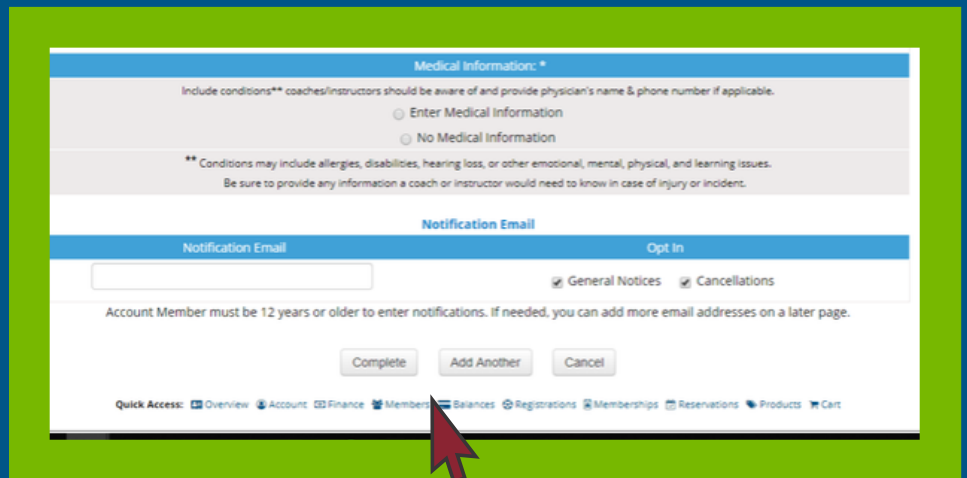 Medical Information: *
Include conditions** coaches/instructors should be aware of and provide physician's name & phone number if applicable.
Enter Medical Information
No Medical Information
** Conditions may include allergies, disabilities, hearing loss, or other emotional, mental, physical, and learning issues.
Be sure to provide any information a coach or instructor would need to know in case of injury or incident.
Notification Email
Notification Email Opt In
General Notices Cancellations
Account Member must be 12 years or older to enter notifications. If needed, you can add more email addresses on a later page.
Complete Add Another Cancel
Quick Access: Overview Account Finance Members Balances Registrations Memberships Reservations Products Cart